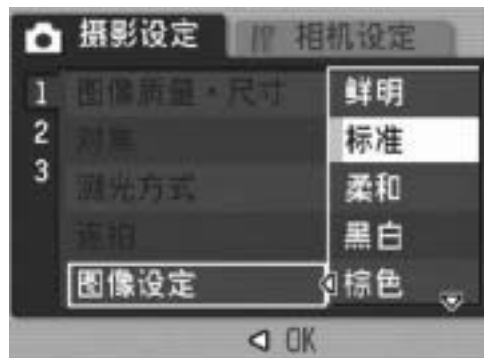 摄影设定 相机设定
1 图像质量·尺寸 鲜明
2 对焦 标准
3 测光方式 柔和
连拍 黑白
图像设定 棕色
OK